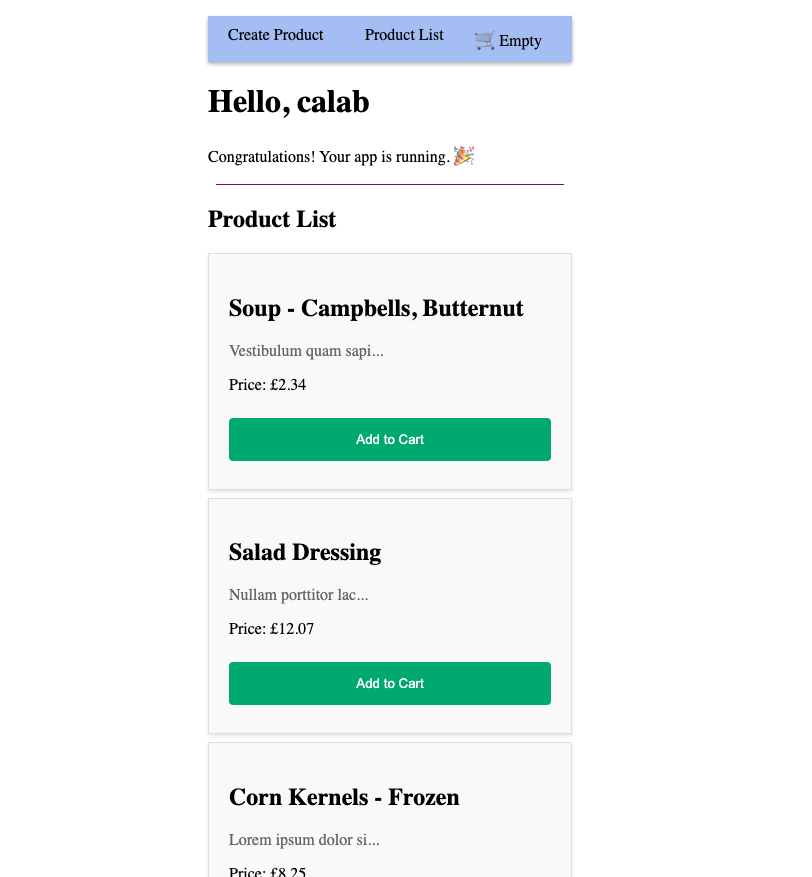 Create Product Product List 🛒 Empty
Hello, calab
Congratulations! Your app is running. 🎉
Product List
Soup - Campbells, Butternut
Vestibulum quam sapi...
Price: £2.34
Add to Cart
Salad Dressing
Nullam porttitor lac...
Price: £12.07
Add to Cart
Corn Kernels - Frozen
Lorem ipsum dolor si...
Price: £8.25